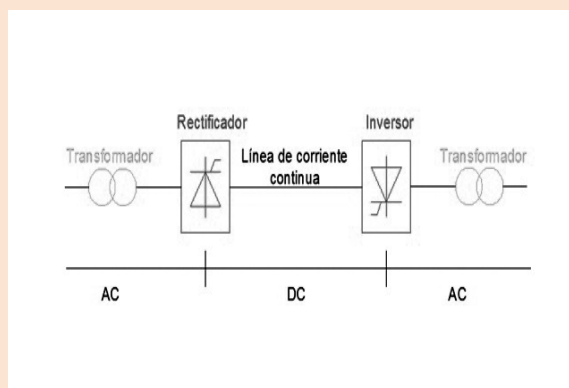 Rectificador
Inversor
Transformador
Línea de corriente
continua
Transformador
AC
DC
AC